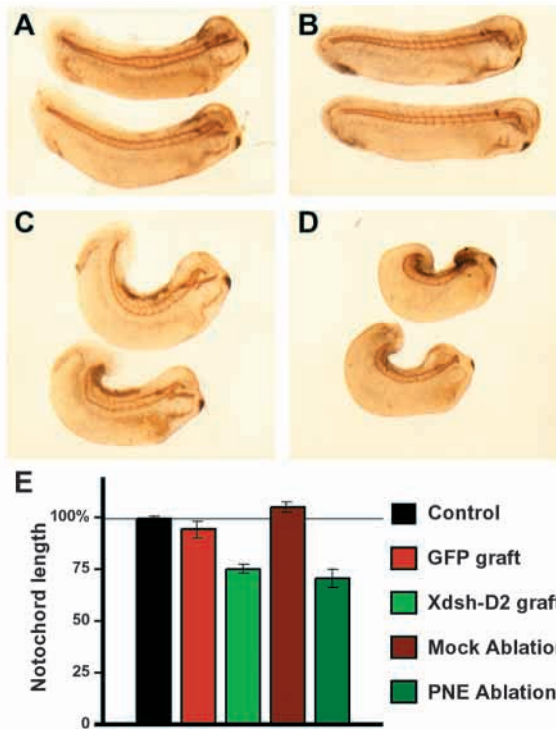 A
B
C
D
E
100%
75
50
25
0
Notochord length
Control
GFP graft
Xdsh-D2 graft
Mock Ablation
PNE Ablation